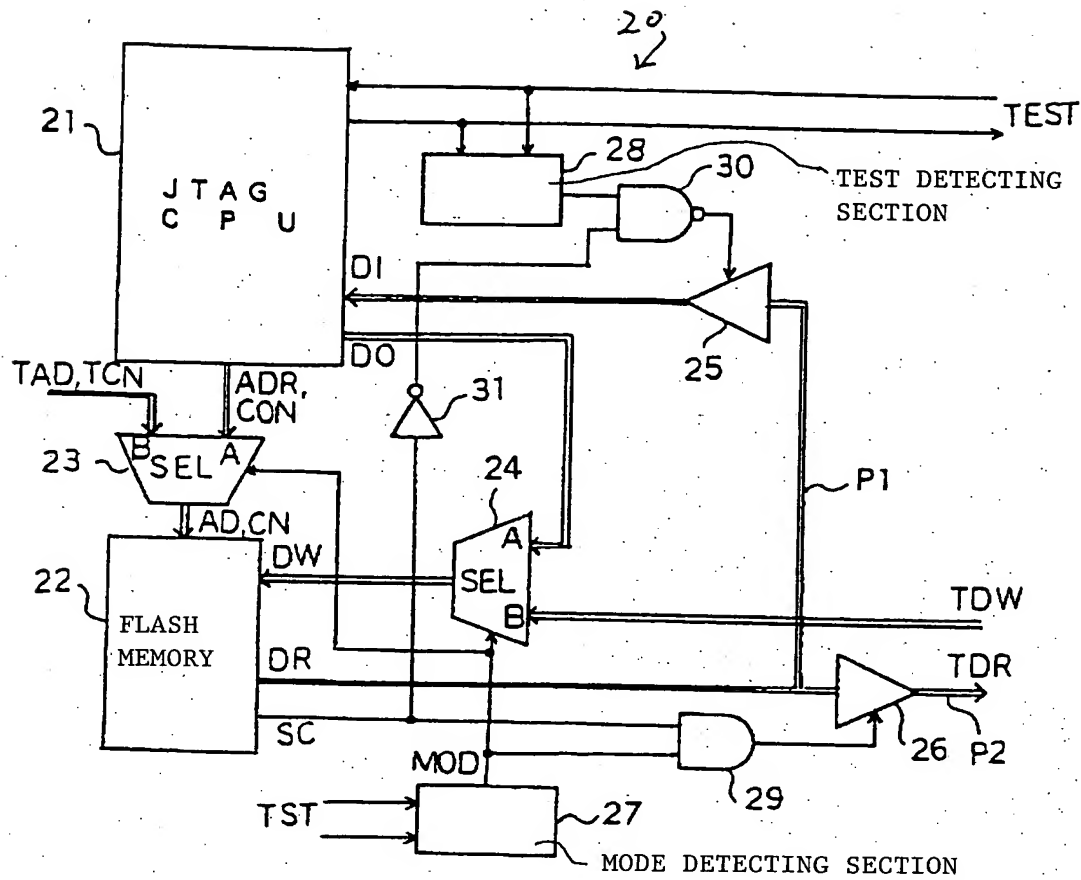 20
TEST
21
28
30
JTAG
CPU
TEST DETECTING
SECTION
DI
25
DO
TAD,TCN
ADR,
CON
31
B A
SEL
23
24
P1
AD,CN
A
DW
SEL
22
B
TDW
FLASH
MEMORY
DR
TDR
SC
26
P2
MOD
29
TST
27
MODE DETECTING SECTION